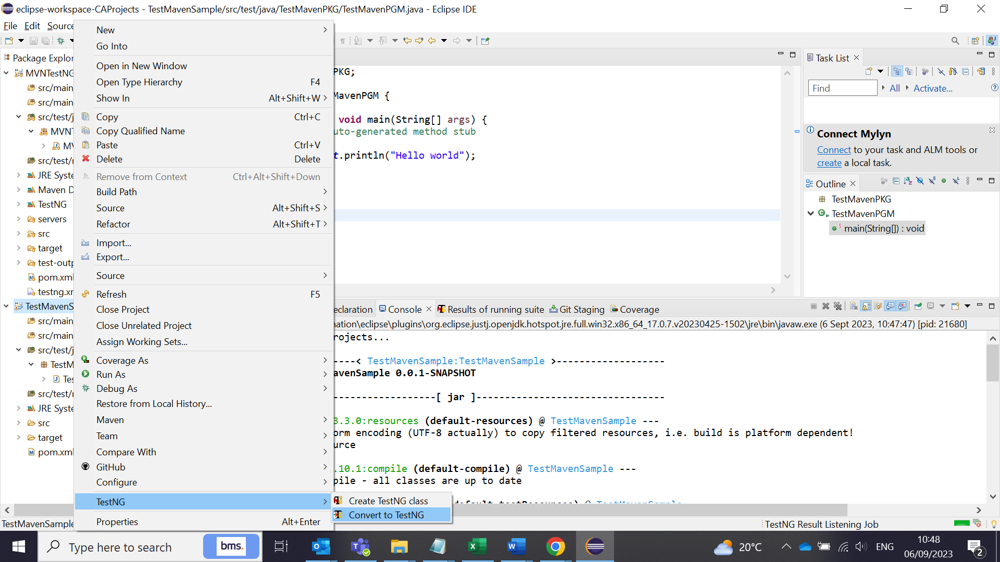 eclipse-workspace-CAProjects - TestMavenSample/src/test/java/TestMavenPKG/TestMavenPGM.java - Eclipse IDE
File Edit Source
Package Explor
MVNTestNG
src/main
src/main
src/test/j
MVNT
MV
src/test/r
JRE Syste
Maven D
TestNG
servers
src
target
test-outp
pom.xml
testng.xm
TestMavenS
src/main
src/main
src/test/j
TestM
Tes
src/test/r
JRE Syste
src
target
pom.xml
TestMavenSample
New
Go Into
Open in New Window
Open Type Hierarchy F4
Show In Alt+Shift+W
Copy Ctrl+C
Copy Qualified Name
Paste Ctrl+V
Delete Delete
Remove from Context Ctrl+Alt+Shift+Down
Build Path
Source Alt+Shift+S
Refactor Alt+Shift+T
Import...
Export...
Source
Refresh F5
Close Project
Close Unrelated Project
Assign Working Sets...
Coverage As
Run As
Debug As
Restore from Local History...
Maven
Team
Compare With
GitHub
Configure
TestNG
Properties Alt+Enter
Create TestNG class
Convert to TestNG
PKG;
MavenPGM {
void main(String[] args) {
uto-generated method stub
t.println("Hello world");
Task List
Find All Activate...
Connect Mylyn
Connect to your task and ALM tools or
create a local task.
Outline
TestMavenPKG
TestMavenPGM
main(String[]) : void
eclaration Console Results of running suite Git Staging Coverage
nation\eclipse\plugins\org.eclipse.justj.openjdk.hotspot.jre.full.win32.x86_64_17.0.7.v20230425-1502\jre\bin\javaw.exe (6 Sept 2023, 10:47:47) [pid: 21680]
rojects...
----< TestMavenSample:TestMavenSample >-------------------
avenSample 0.0.1-SNAPSHOT
------------------[ jar ]---------------------------------
3.3.0:resources (default-resources) @ TestMavenSample ---
orm encoding (UTF-8 actually) to copy filtered resources, i.e. build is platform dependent!
urce
.10.1:compile (default-compile) @ TestMavenSample ---
pile - all classes are up to date
default-testResources) @ TestMavenSample
TestNG Result Listening Job
Type here to search
bms.
20°C
ENG
10:48
06/09/2023
2